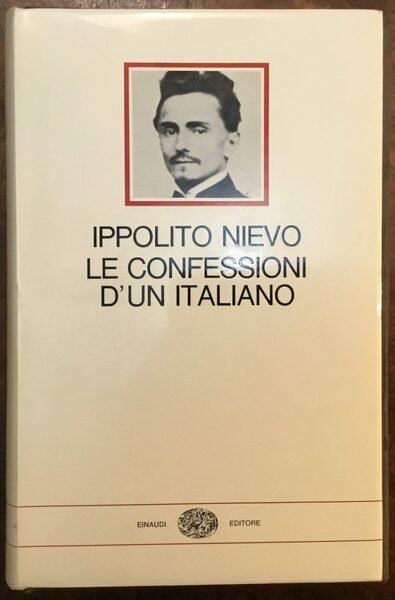 IPPOLITO NIEVO
LE CONFESSIONI
D'UN ITALIANO
EINAUDI EDITORE